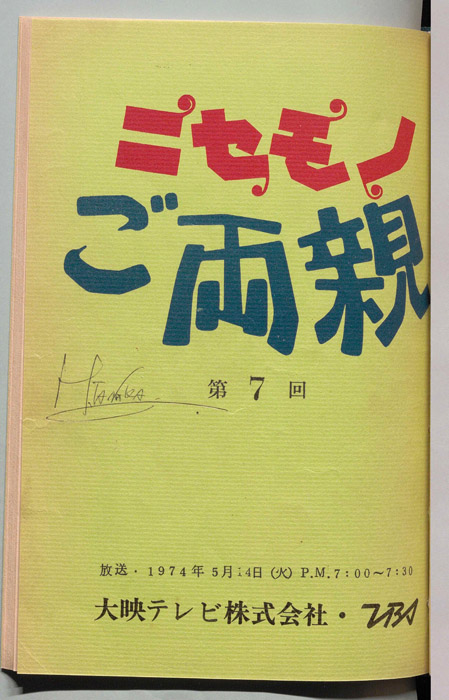 ニセモノ
ご両親
第7回
H.TANAKA
放送・1974年5月14日(火)P.M.7:00〜7:30
大映テレビ株式会社・TBS